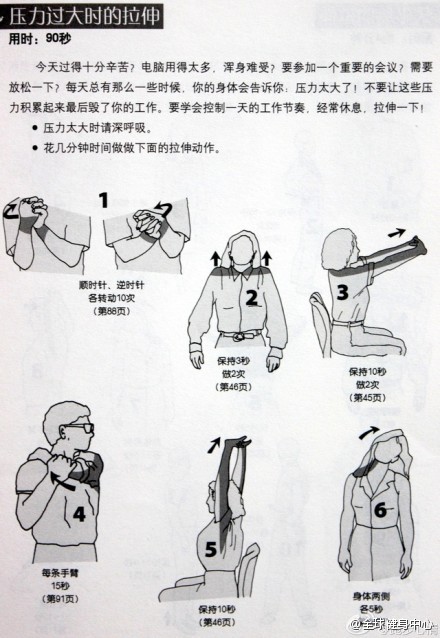 压力过大时的拉伸
用时：90秒
今天过得十分辛苦？电脑用得太多，浑身难受？要参加一个重要的会议？需要
放松一下？每天总有那么一些时候，你的身体会告诉你：压力太大了！不要让这些压
力积累起来最后毁了你的工作。要学会控制一天的工作节奏，经常休息，拉伸一下！
● 压力太大时请深呼吸。
● 花几分钟时间做做下面的拉伸动作。
1
顺时针、逆时针
各转动10次
（第88页）
2
保持3秒
做2次
（第46页）
3
保持10秒
做2次
（第45页）
4
每条手臂
15秒
（第91页）
5
保持10秒
（第46页）
6
身体两侧
各5秒
@全球健身中心